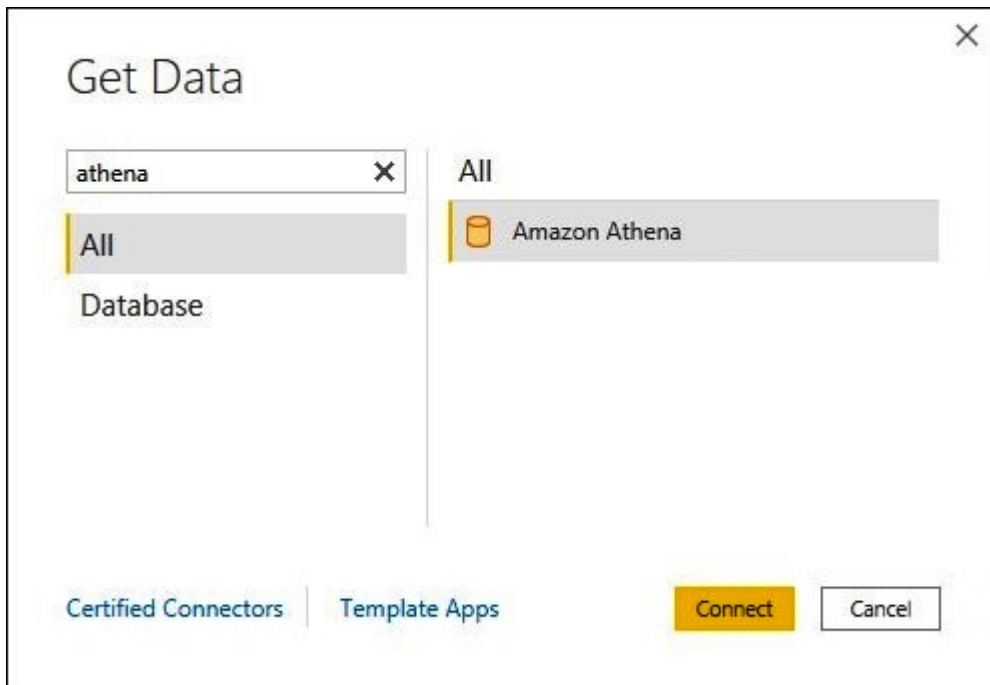 Get Data
athena
All
Database
All
Amazon Athena
Certified Connectors
Template Apps
Connect
Cancel